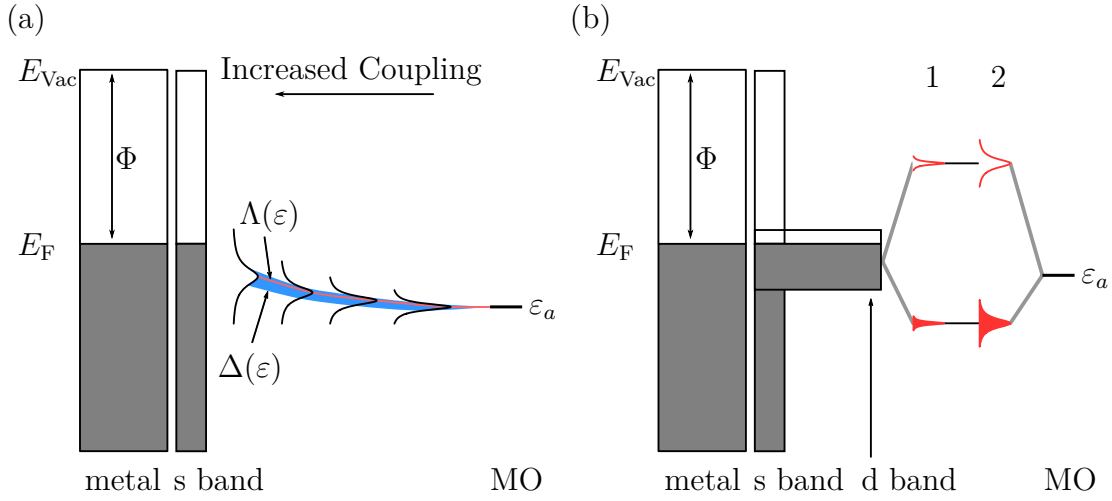 (a)
E_Vac
Increased Coupling
Φ
Λ(ε)
E_F
ε_a
Δ(ε)
metal s band MO
(b)
E_Vac
1 2
Φ
E_F
ε_a
metal s band d band MO